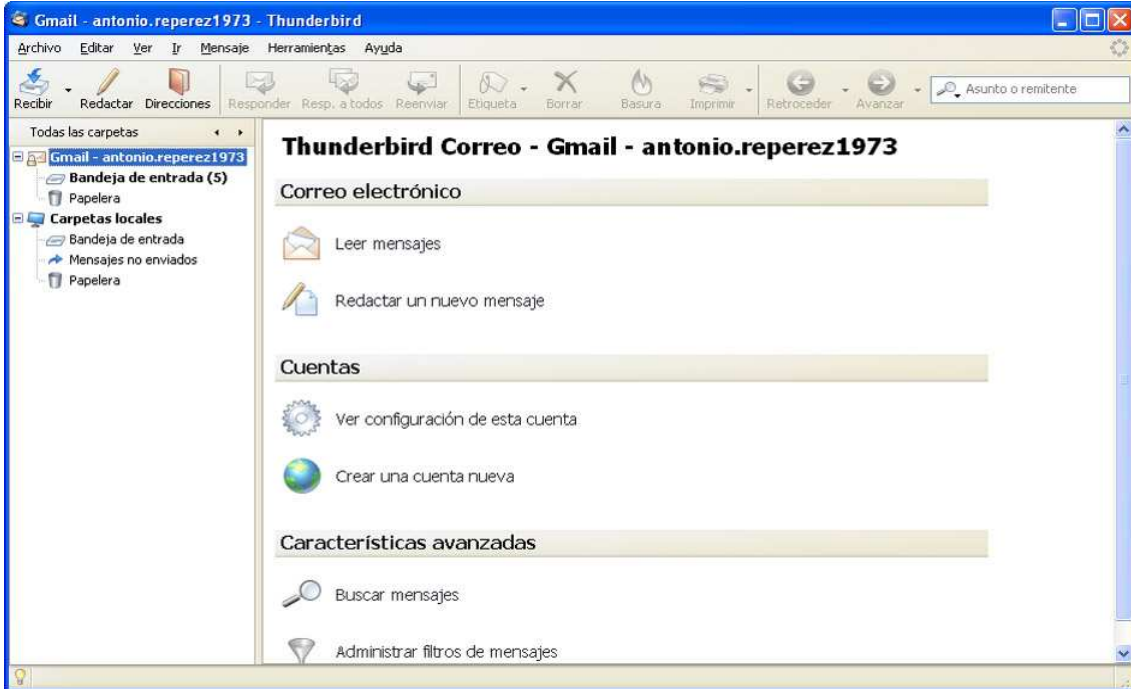 Gmail - antonio.reperez1973 - Thunderbird
Archivo Editar Ver Ir Mensaje Herramientas Ayuda
Recibir Redactar Direcciones Responder Resp. a todos Reenviar Etiqueta Borrar Basura Imprimir Retroceder Avanzar Asunto o remitente
Todas las carpetas
Gmail - antonio.reperez1973
Bandeja de entrada (5)
Papelera
Carpetas locales
Bandeja de entrada
Mensajes no enviados
Papelera
Thunderbird Correo - Gmail - antonio.reperez1973
Correo electrónico
Leer mensajes
Redactar un nuevo mensaje
Cuentas
Ver configuración de esta cuenta
Crear una cuenta nueva
Características avanzadas
Buscar mensajes
Administrar filtros de mensajes